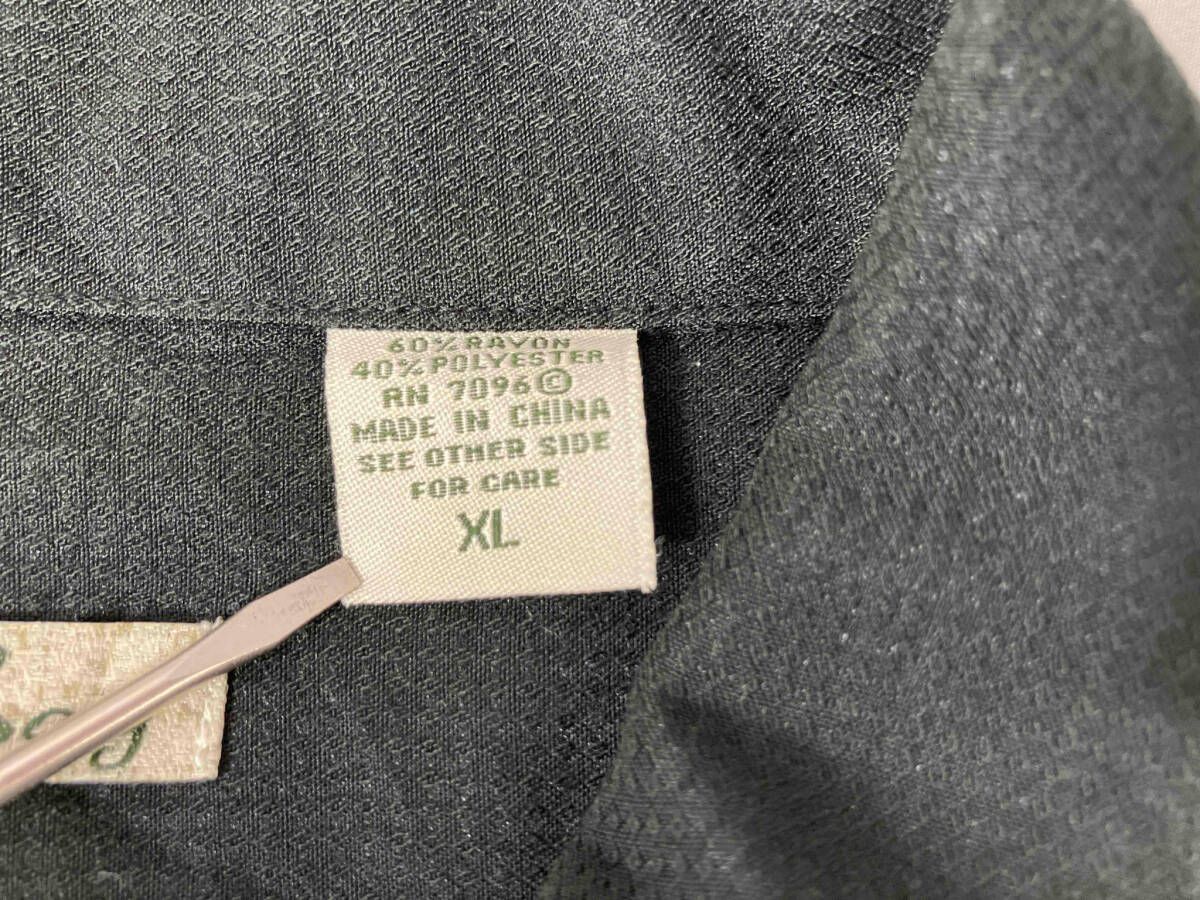 60% RAYON
40% POLYESTER
RN 7096©
MADE IN CHINA
SEE OTHER SIDE
FOR CARE
XL